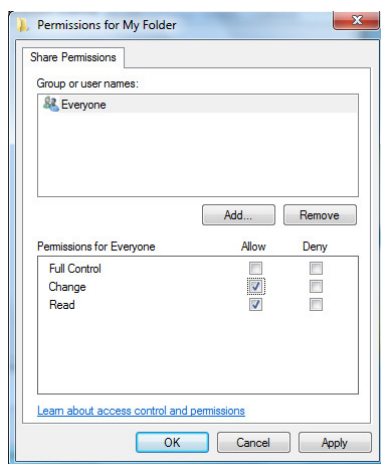 Permissions for My Folder
Share Permissions
Group or user names:
Everyone
Add... Remove
Permissions for Everyone Allow Deny
Full Control
Change
Read
Learn about access control and permissions
OK Cancel Apply